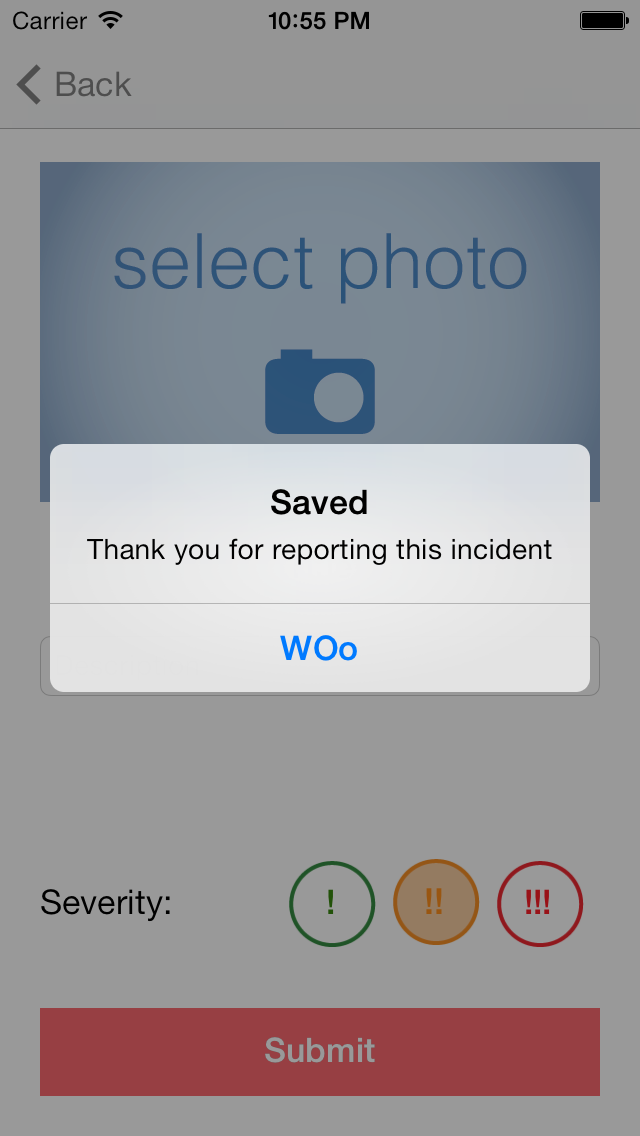 Carrier 10:55 PM
Back
select photo
Saved
Thank you for reporting this incident
WOo
Severity: ! !! !!!
Submit